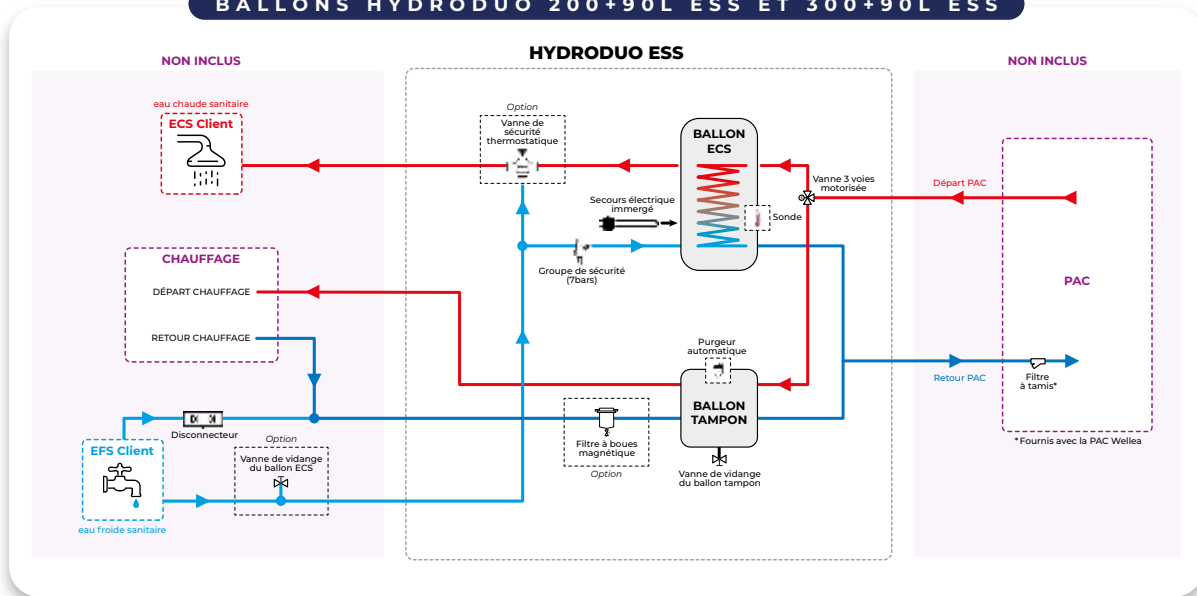 BALLONS HYDRODUO 200+90L ESS ET 300+90L ESS
HYDRODUO ESS
NON INCLUS
NON INCLUS
eau chaude sanitaire
ECS Client
Option
Vanne de
sécurité
thermostatique
BALLON
ECS
Vanne 3 voies
motorisée
Départ PAC
Secours électrique
immergé
Sonde
Groupe de sécurité
(7bars)
CHAUFFAGE
DÉPART CHAUFFAGE
RETOUR CHAUFFAGE
PAC
Purgeur
automatique
Retour PAC
Filtre
à tamis*
BALLON
TAMPON
Disconnecteur
EFS Client
Option
Vanne de vidange
du ballon ECS
Filtre à boues
magnétique
Option
Vanne de vidange
du ballon tampon
*Fournis avec la PAC Wellea
eau froide sanitaire